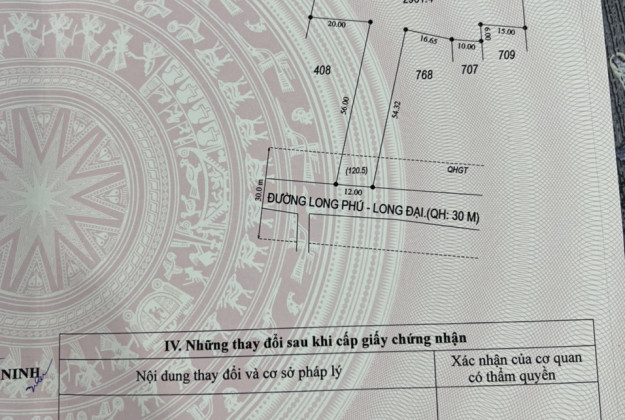 20.00
15.00
6.00
16.65
10.00
709
408
768
707
56.00
54.32
(120.5)
QHGT
30.0 m
12.00
ĐƯỜNG LONG PHÚ - LONG ĐẠI.(QH: 30 M)
IV. Những thay đổi sau khi cấp giấy chứng nhận
NINH
Nội dung thay đổi và cơ sở pháp lý
Xác nhận của cơ quan
có thẩm quyền